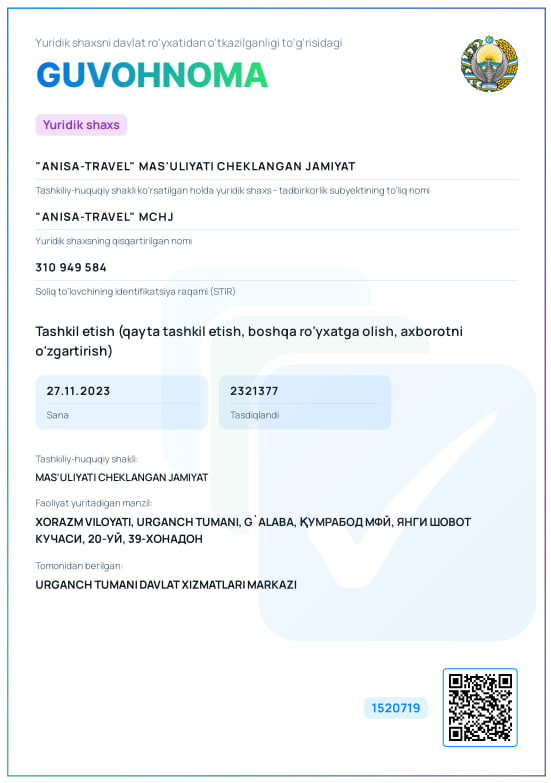 Yuridik shaxsni davlat ro'yxatidan o'tkazilganligi to'g'risidagi
GUVOHNOMA
Yuridik shaxs
"ANISA-TRAVEL" MAS'ULIYATI CHEKLANGAN JAMIYAT
Tashkiliy-huquqiy shakli ko'rsatilgan holda yuridik shaxs - tadbirkorlik subyektining to'liq nomi
"ANISA-TRAVEL" MCHJ
Yuridik shaxsning qisqartirilgan nomi
310 949 584
Soliq to'lovchining identifikatsiya raqami (STIR)
Tashkil etish (qayta tashkil etish, boshqa ro'yxatga olish, axborotni
o'zgartirish)
27.11.2023
Sana
2321377
Tasdiqlandi
Tashkiliy-huquqiy shakli:
MAS'ULIYATI CHEKLANGAN JAMIYAT
Faoliyat yuritadigan manzil:
XORAZM VILOYATI, URGANCH TUMANI, G`ALABA, ҚУМРАБОД МФЙ, ЯНГИ ШОВОТ
КУЧАСИ, 20-УЙ, 39-ХОНАДОН
Tomonidan berilgan:
URGANCH TUMANI DAVLAT XIZMATLARI MARKAZI
1520719